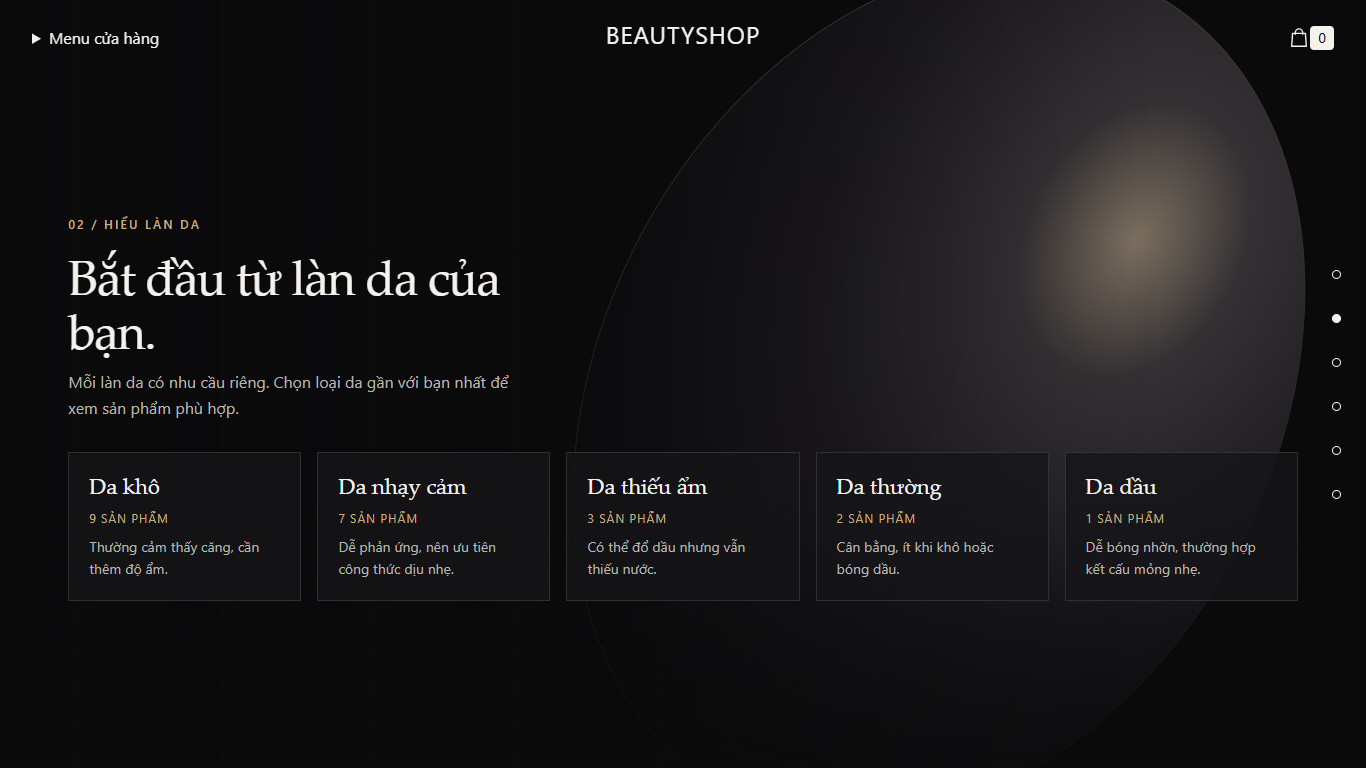 Menu cửa hàng
BEAUTYSHOP
0
02 / HIỂU LÀN DA
Bắt đầu từ làn da của
bạn.
Mỗi làn da có nhu cầu riêng. Chọn loại da gần với bạn nhất để
xem sản phẩm phù hợp.
Da khô
9 SẢN PHẨM
Thường cảm thấy căng, cần
thêm độ ẩm.
Da nhạy cảm
7 SẢN PHẨM
Dễ phản ứng, nên ưu tiên
công thức dịu nhẹ.
Da thiếu ẩm
3 SẢN PHẨM
Có thể đổ dầu nhưng vẫn
thiếu nước.
Da thường
2 SẢN PHẨM
Cân bằng, ít khi khô hoặc
bóng dầu.
Da dầu
1 SẢN PHẨM
Dễ bóng nhờn, thường hợp
kết cấu mỏng nhẹ.